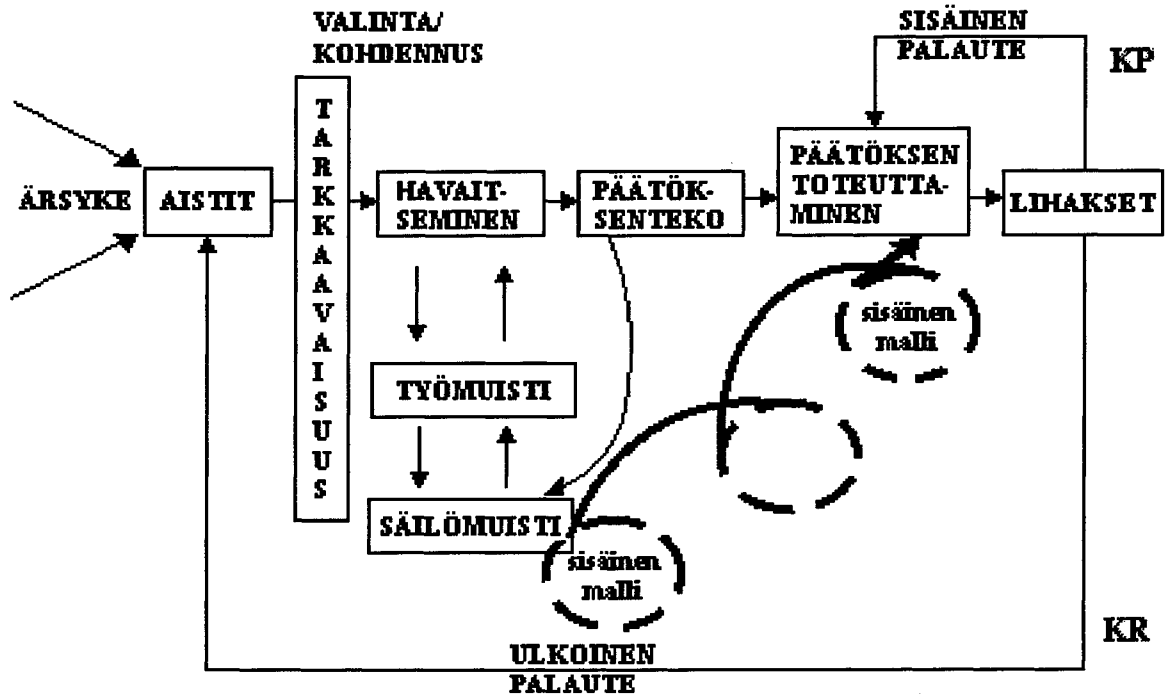 VALINTA/
KOHDENNUS
SISÄINEN
PALAUTE
KP
ÄRSYKE
AISTIT
TARKKAAVAISUUS
HAVAIT-
SEMINEN
PÄÄTÖK-
SENTEKO
PÄÄTÖKSEN
TOTEUTTA-
MINEN
LIHAKSET
sisäinen
malli
TYÖMUISTI
SÄILÖMUISTI
sisäinen
malli
KR
ULKOINEN
PALAUTE